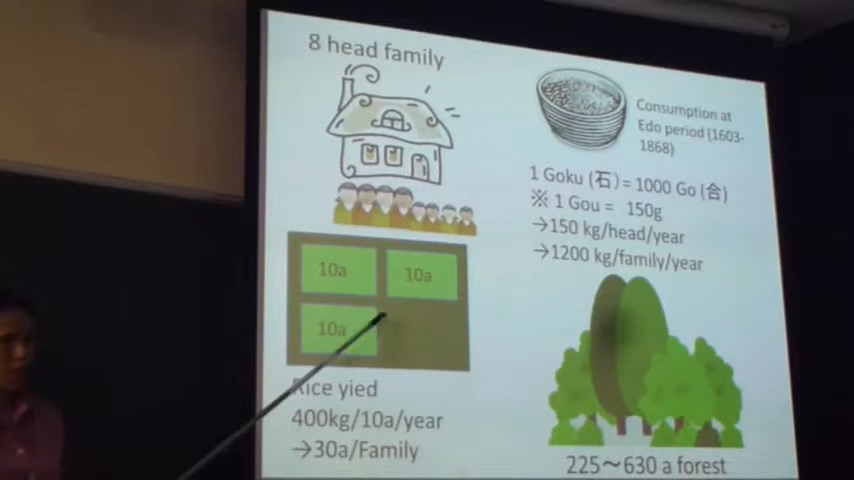 8 head family
Consumption at
Edo period (1603-
1868)
1 Goku (石) = 1000 Go (合)
※ 1 Gou = 150g
→150 kg/head/year
→1200 kg/family/year
10a
10a
10a
Rice yied
400kg/10a/year
→30a/Family
225～630 a forest